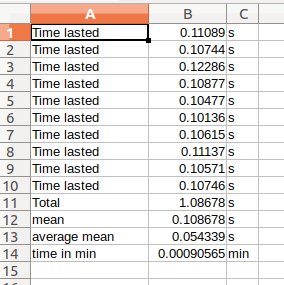 A B C
1 Time lasted 0.11089 s
2 Time lasted 0.10744 s
3 Time lasted 0.12286 s
4 Time lasted 0.10877 s
5 Time lasted 0.10477 s
6 Time lasted 0.10136 s
7 Time lasted 0.10615 s
8 Time lasted 0.11137 s
9 Time lasted 0.10571 s
10 Time lasted 0.10746 s
11 Total 1.08678 s
12 mean 0.108678 s
13 average mean 0.054339 s
14 time in min 0.00090565 min
15